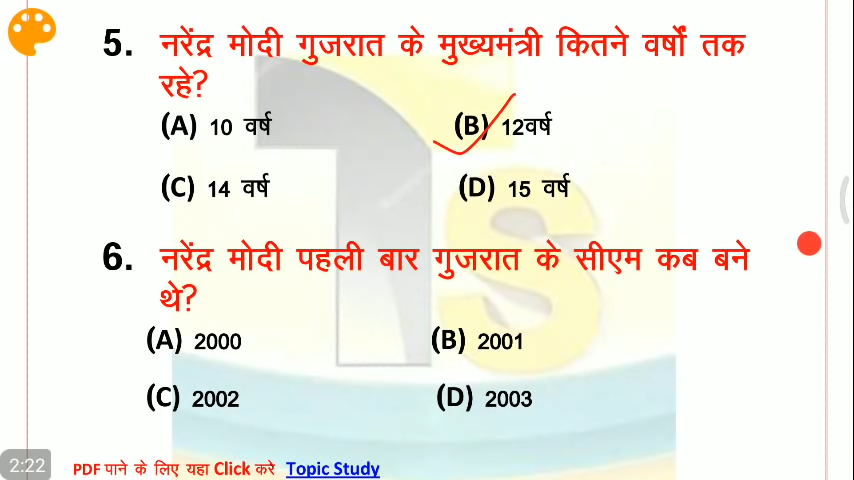 5. नरेंद्र मोदी गुजरात के मुख्यमंत्री कितने वर्षों तक
रहे?
(A) 10 वर्ष (B) 12वर्ष
(C) 14 वर्ष (D) 15 वर्ष
6. नरेंद्र मोदी पहली बार गुजरात के सीएम कब बने
थे?
(A) 2000 (B) 2001
(C) 2002 (D) 2003
2:22 PDF पाने के लिए यहा Click करे Topic Study